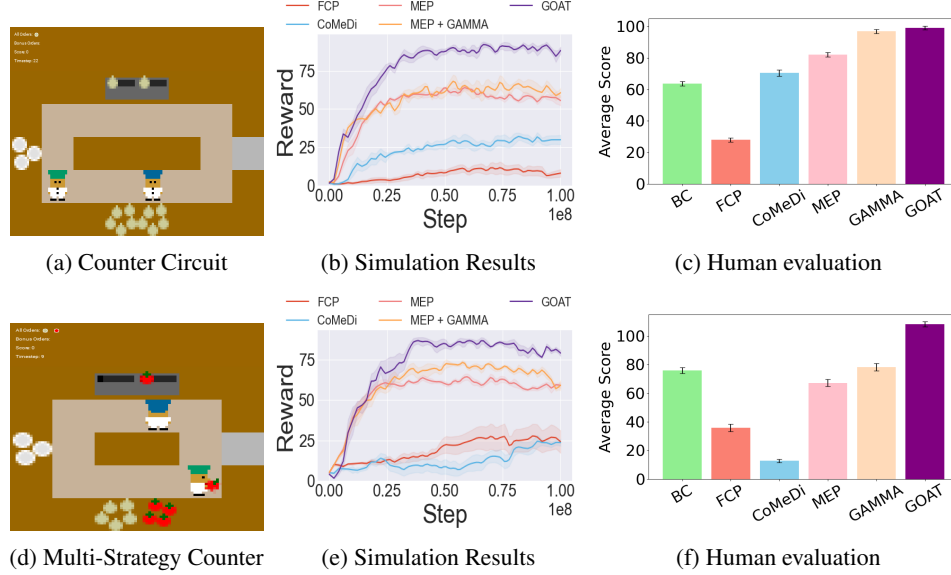 All Orders:
Bonus Orders
Score: 0
Timestep: 22
(a) Counter Circuit
FCP MEP GOAT
CoMeDi MEP + GAMMA
Reward
75
50
25
0
0.00 0.25 0.50 0.75 1.00
Step
1e8
(b) Simulation Results
Average Score
100
80
60
40
20
0
BC FCP CoMeDi MEP GAMMA GOAT
(c) Human evaluation
All Orders:
Bonus Orders
Score: 0
Timestep: 9
(d) Multi-Strategy Counter
FCP MEP GOAT
CoMeDi MEP + GAMMA
Reward
75
50
25
0
0.00 0.25 0.50 0.75 1.00
Step
1e8
(e) Simulation Results
Average Score
100
80
60
40
20
0
BC FCP CoMeDi MEP GAMMA GOAT
(f) Human evaluation